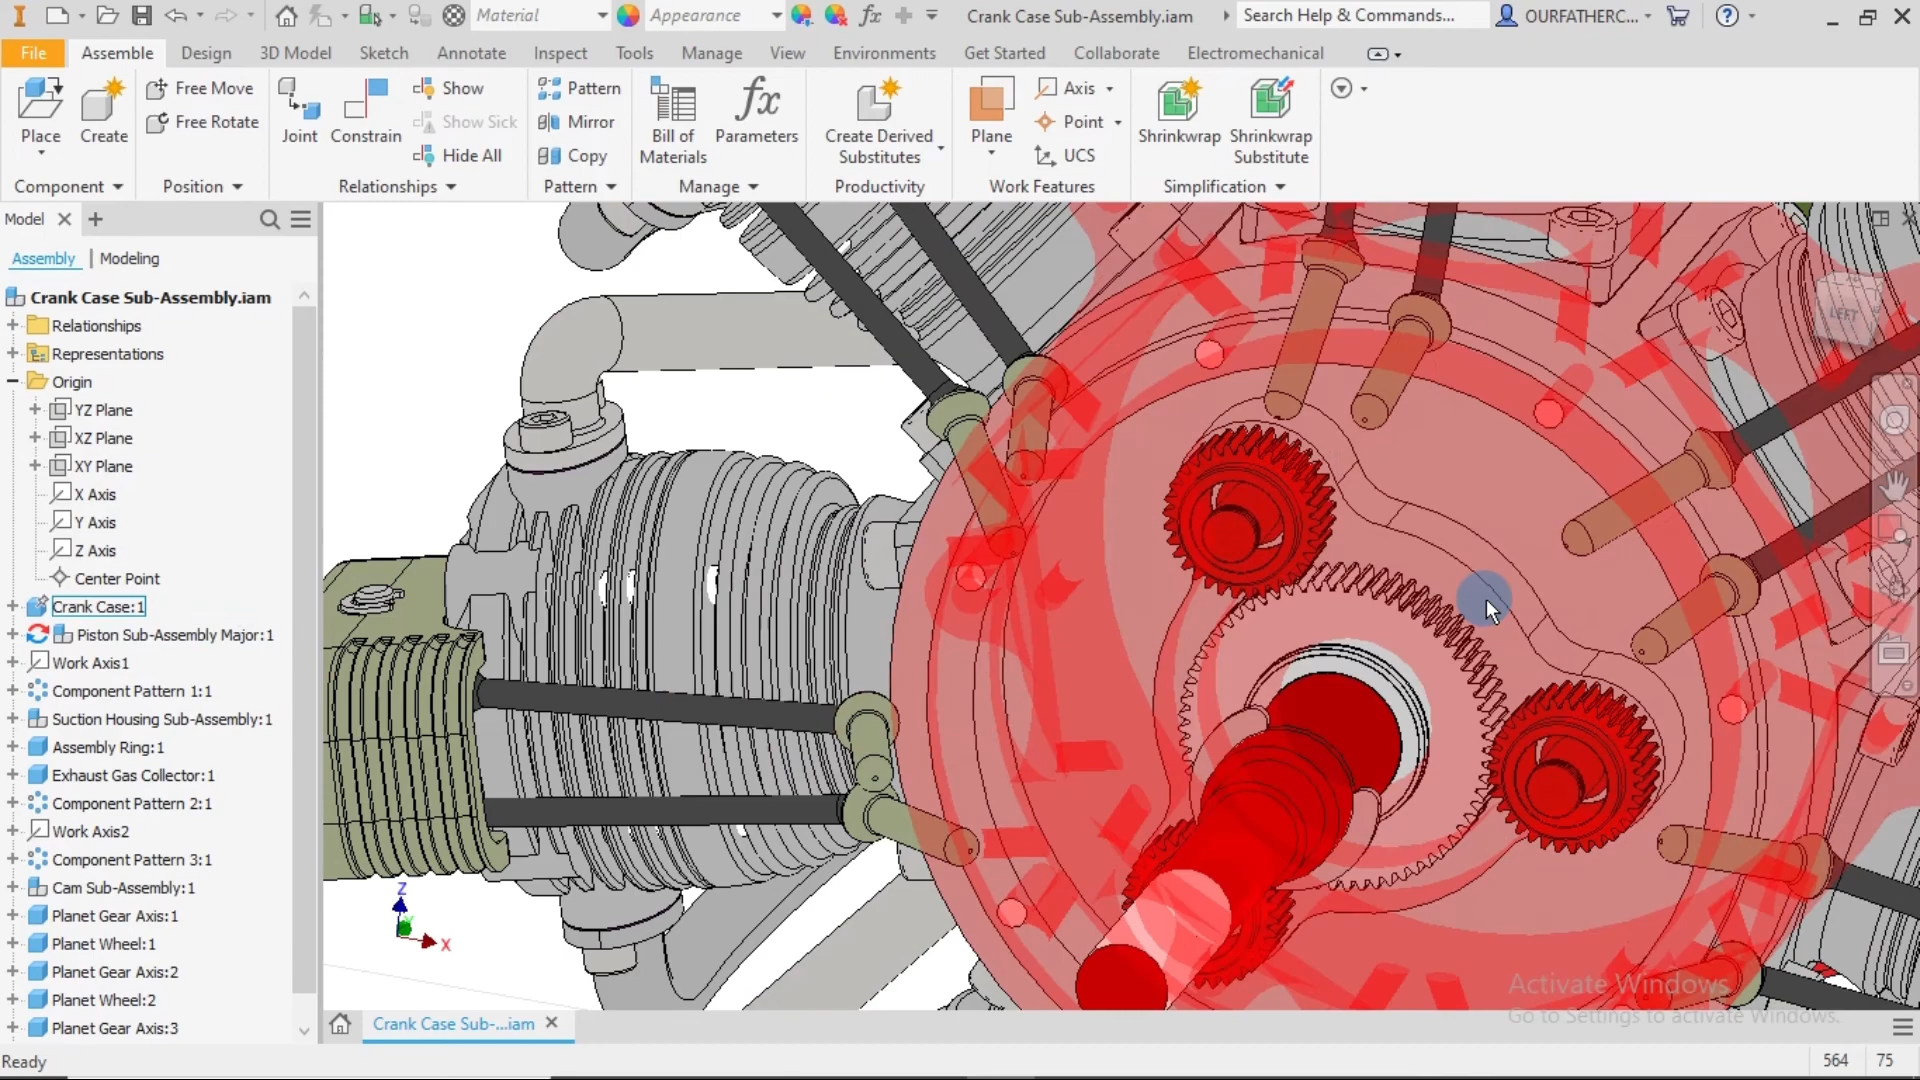 Material
Appearance
fx
Crank Case Sub-Assembly.iam
Search Help & Commands...
OURFATHERC...
File
Assemble
Design
3D Model
Sketch
Annotate
Inspect
Tools
Manage
View
Environments
Get Started
Collaborate
Electromechanical
Place
Create
Free Move
Free Rotate
Joint
Constrain
Show
Show Sick
Hide All
Pattern
Mirror
Copy
Bill of
Materials
fx
Parameters
Create Derived
Substitutes
Plane
Axis
Point
UCS
Shrinkwrap
Shrinkwrap
Substitute
Component
Position
Relationships
Pattern
Manage
Productivity
Work Features
Simplification
Model
Assembly
Modeling
Crank Case Sub-Assembly.iam
Relationships
Representations
Origin
YZ Plane
XZ Plane
XY Plane
X Axis
Y Axis
Z Axis
Center Point
Crank Case:1
Piston Sub-Assembly Major:1
Work Axis1
Component Pattern 1:1
Suction Housing Sub-Assembly:1
Assembly Ring:1
Exhaust Gas Collector:1
Component Pattern 2:1
Work Axis2
Component Pattern 3:1
Cam Sub-Assembly:1
Planet Gear Axis:1
Planet Wheel:1
Planet Gear Axis:2
Planet Wheel:2
Planet Gear Axis:3
LEFT
Z
Y
X
Activate Windows
Go to Settings to activate Windows.
Crank Case Sub-...iam
Ready
564
75